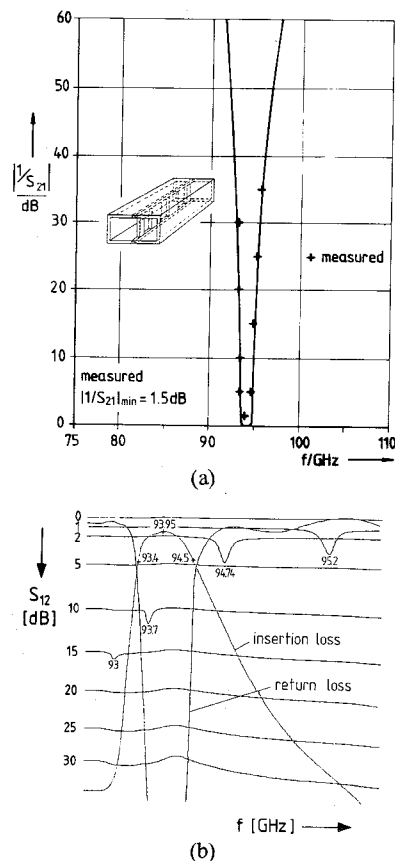 60
50
40
|1/S21|
dB
30
+ measured
20
10
measured
|1/S21|min = 1.5 dB
0
75 80 90 100 110
f/GHz
(a)
0
1
2
5
10
15
20
25
30
S12
[dB]
93.95
93.4
94.5
94.74
95.2
93.7
93
insertion loss
return loss
f [GHz]
(b)